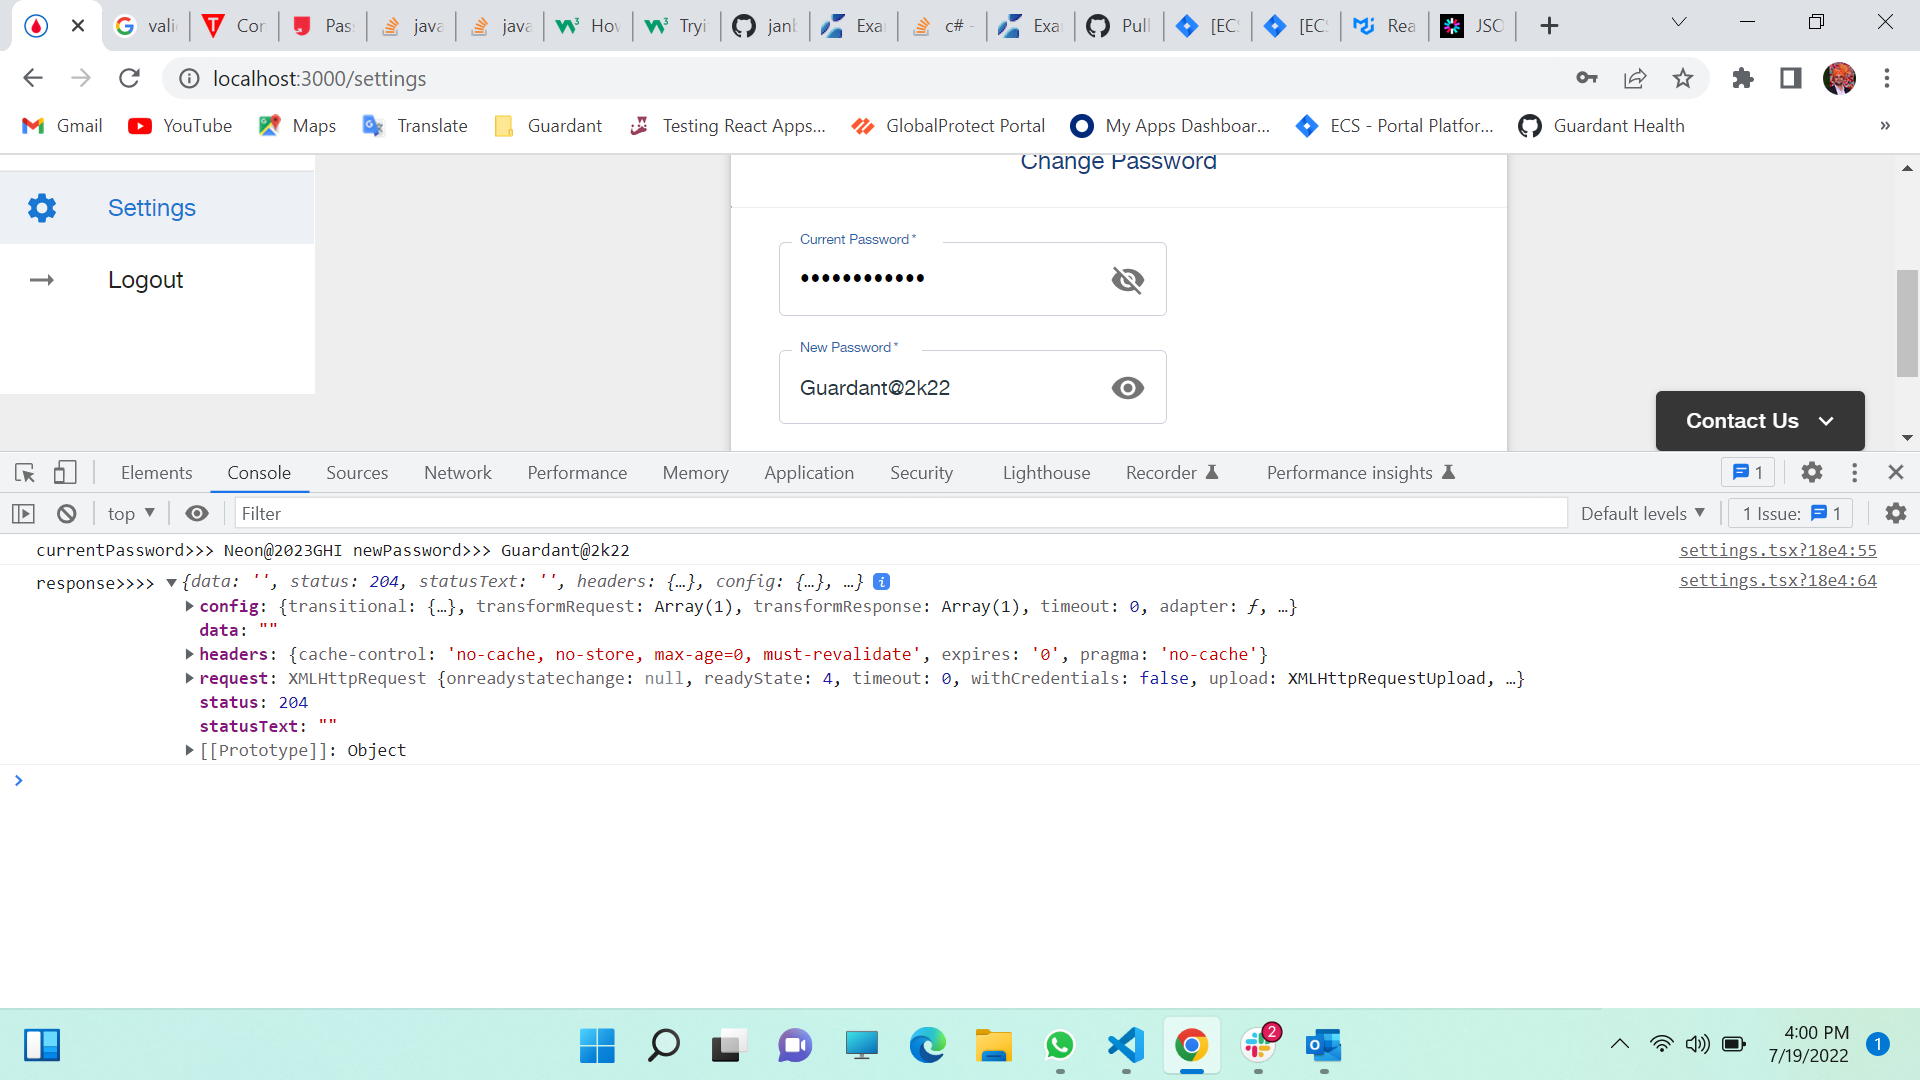 vali
Cor
Pas
java
java
How
Tryi
janb
Exa
c# -
Exa
Pull
[ECS
[ECS
Rea
JSO
localhost:3000/settings
Gmail
YouTube
Maps
Translate
Guardant
Testing React Apps...
GlobalProtect Portal
My Apps Dashboar...
ECS - Portal Platfor...
Guardant Health
»
Change Password
Settings
Logout
Current Password *
••••••••••••
New Password *
Guardant@2k22
Contact Us
Elements Console Sources Network Performance Memory Application Security Lighthouse Recorder Performance insights 1
top Filter Default levels 1 Issue: 1
currentPassword>>> Neon@2023GHI newPassword>>> Guardant@2k22 settings.tsx?18e4:55
response>>>> {data: '', status: 204, statusText: '', headers: {…}, config: {…}, …} settings.tsx?18e4:64
config: {transitional: {…}, transformRequest: Array(1), transformResponse: Array(1), timeout: 0, adapter: ƒ, …}
data: ""
headers: {cache-control: 'no-cache, no-store, max-age=0, must-revalidate', expires: '0', pragma: 'no-cache'}
request: XMLHttpRequest {onreadystatechange: null, readyState: 4, timeout: 0, withCredentials: false, upload: XMLHttpRequestUpload, …}
status: 204
statusText: ""
[[Prototype]]: Object
2
4:00 PM
7/19/2022
1